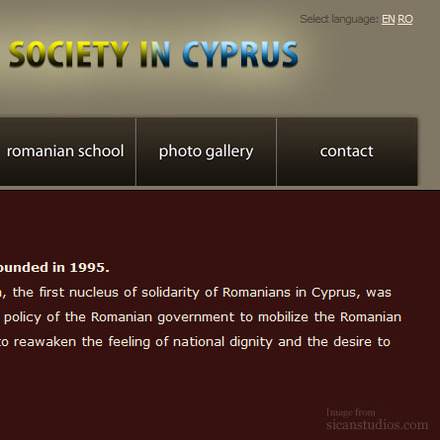 Select language: EN RO
SOCIETY IN CYPRUS
romanian school photo gallery contact
ounded in 1995.
, the first nucleus of solidarity of Romanians in Cyprus, was
policy of the Romanian government to mobilize the Romanian
to reawaken the feeling of national dignity and the desire to
Image from
sicanstudios.com